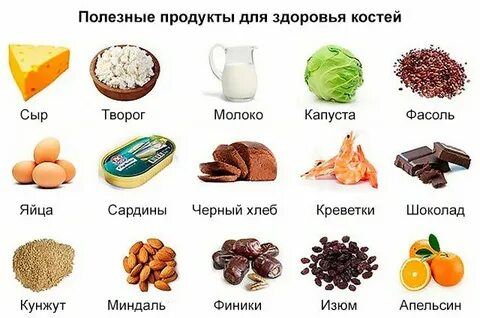 Полезные продукты для здоровья костей
Сыр
Творог
Молоко
Капуста
Фасоль
Яйца
Сардины
Черный хлеб
Креветки
Шоколад
Кунжут
Миндаль
Финики
Изюм
Апельсин